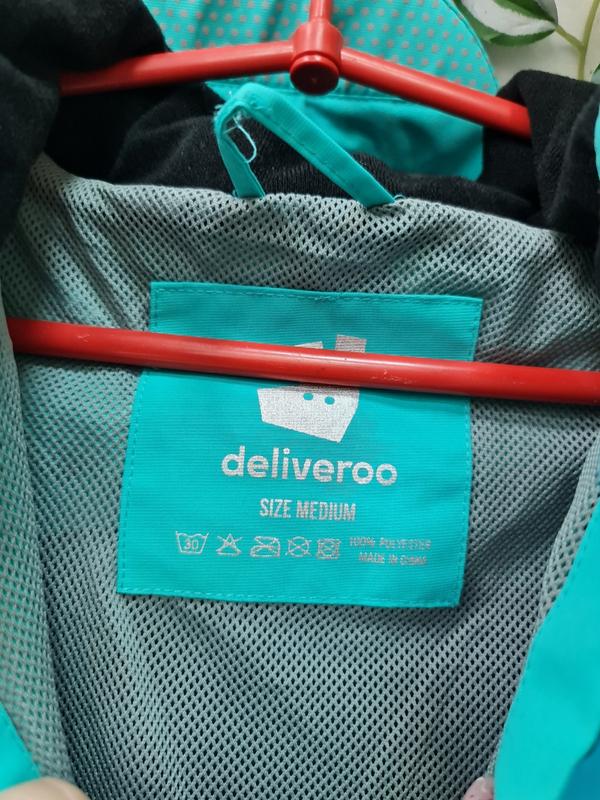 deliveroo
SIZE MEDIUM
30
100% POLYESTER
MADE IN CHINA